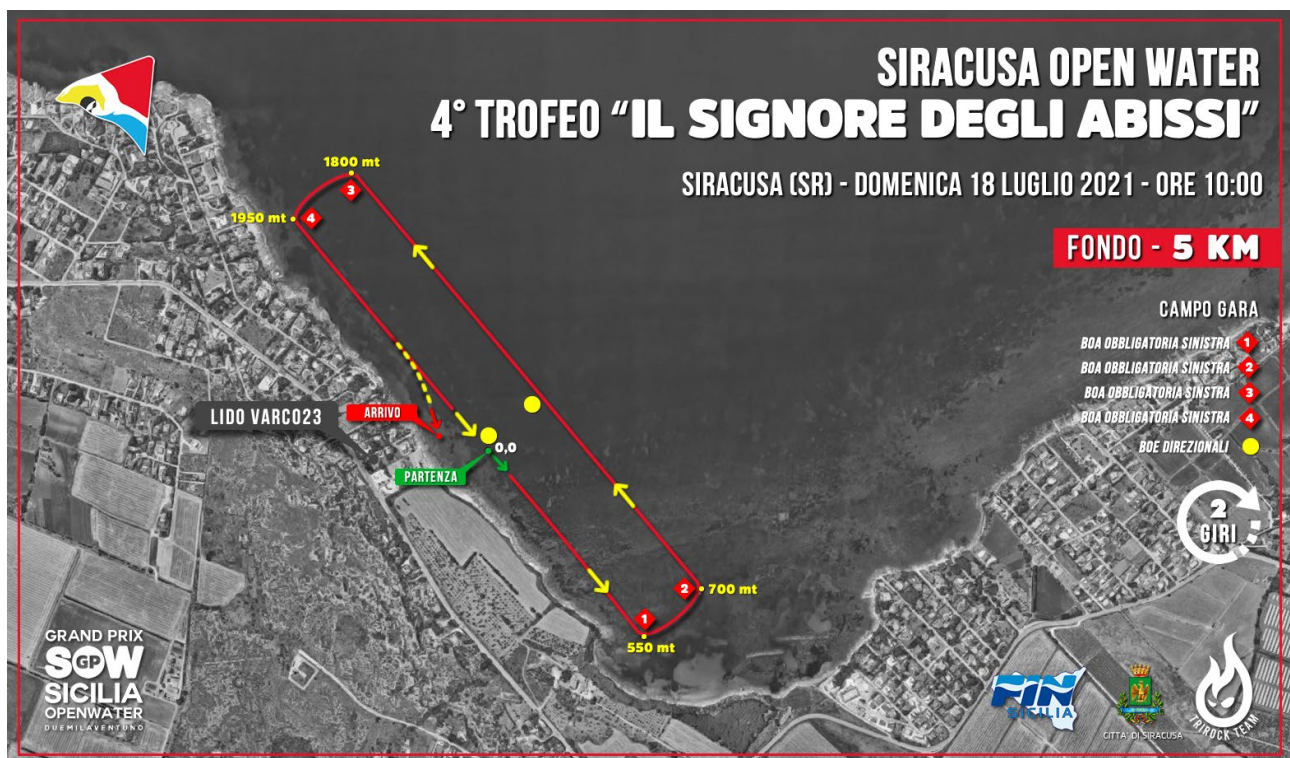 SIRACUSA OPEN WATER
4° TROFEO “IL SIGNORE DEGLI ABISSI”
SIRACUSA (SR) - DOMENICA 18 LUGLIO 2021 - ORE 10:00
FONDO - 5 KM
1800 mt
3
1950 mt
4
CAMPO GARA
BOA OBBLIGATORIA SINISTRA 1
BOA OBBLIGATORIA SINISTRA 2
BOA OBBLIGATORIA SINSTRA 3
BOA OBBLIGATORIA SINISTRA 4
BOE DIREZIONALI
LIDO VARCO23
ARRIVO
0,0
PARTENZA
2
GIRI
2
700 mt
1
550 mt
GRAND PRIX
SOW
GP
SICILIA
OPENWATER
DUEMILAVENTUNO
FIN
SICILIA
CITTA' DI SIRACUSA
TRIROCK TEAM